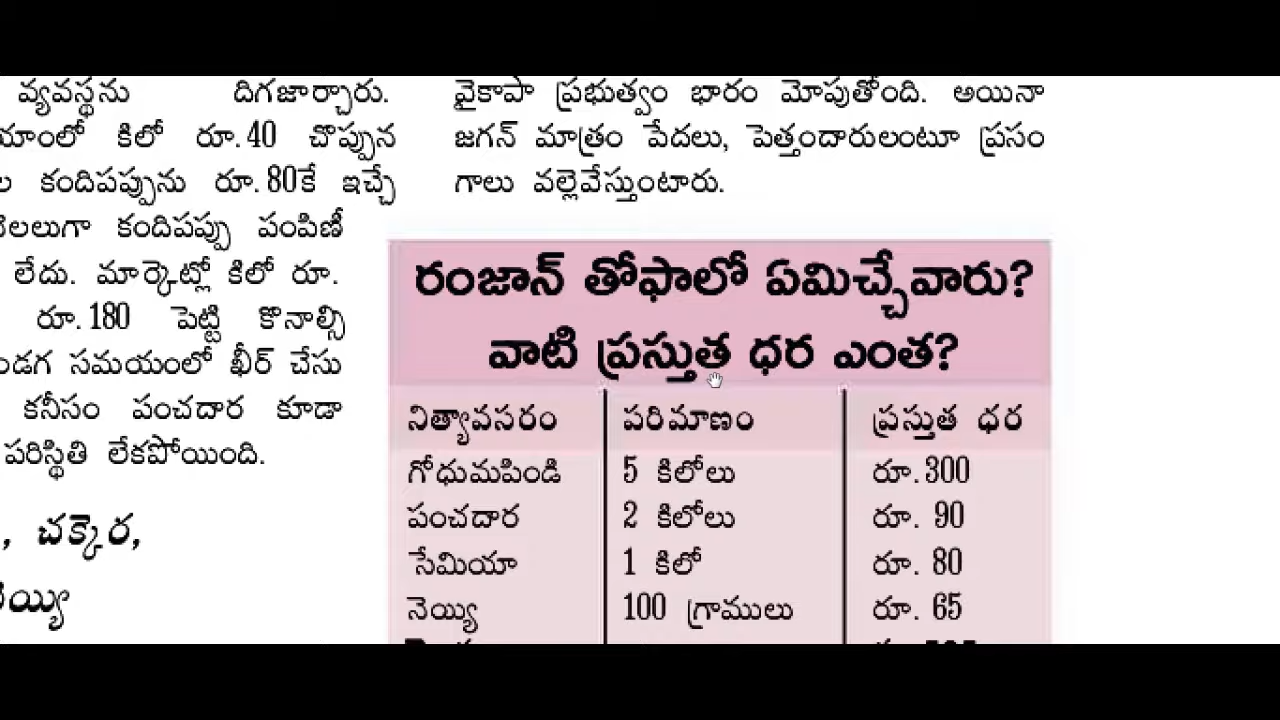 వ్యవస్థను దిగజార్చారు.
యాంలో కిలో రూ.40 చొప్పున
ల కందిపప్పును రూ.80కే ఇచ్చే
కందిపప్పు పంపిణీ
లేదు. మార్కెట్లో కిలో రూ.
రూ.180 పెట్టి కొనాల్సి
సమయంలో ఖీర్ చేసు
కనీసం పంచదార కూడా
పరిస్థితి లేకపోయింది.
, చక్కెర,
వైకాపా ప్రభుత్వం భారం మోపుతోంది. అయినా
జగన్ మాత్రం పేదలు, పెత్తందారులంటూ ప్రసం
గాలు వల్లెవేస్తుంటారు.
రంజాన్ తోఫాలో ఏమిచ్చేవారు?
వాటి ప్రస్తుత ధర ఎంత?
నిత్యావసరం పరిమాణం ప్రస్తుత ధర
గోధుమపిండి 5 కిలోలు రూ.300
పంచదార 2 కిలోలు రూ. 90
సేమియా 1 కిలో రూ. 80
నెయ్యి 100 గ్రాములు రూ. 65